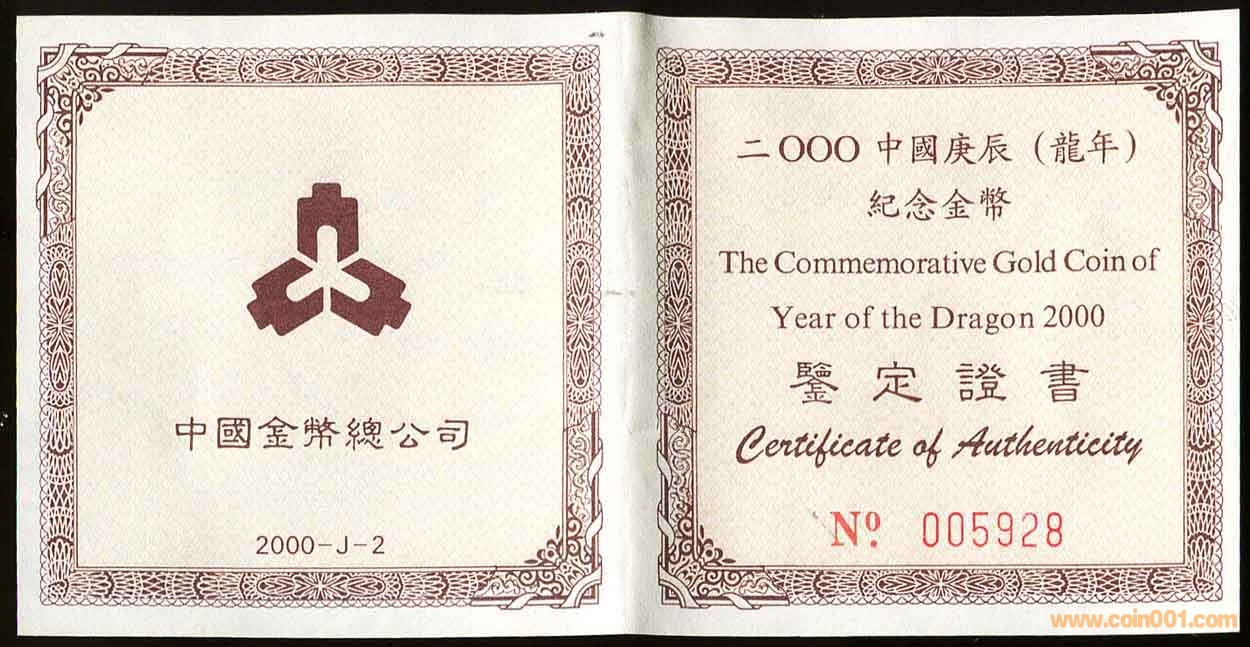 中國金幣總公司
2000-J-2
二OOO中國庚辰（龍年）
紀念金幣
The Commemorative Gold Coin of
Year of the Dragon 2000
鑒定證書
Certificate of Authenticity
Nº 005928
www.coin001.com